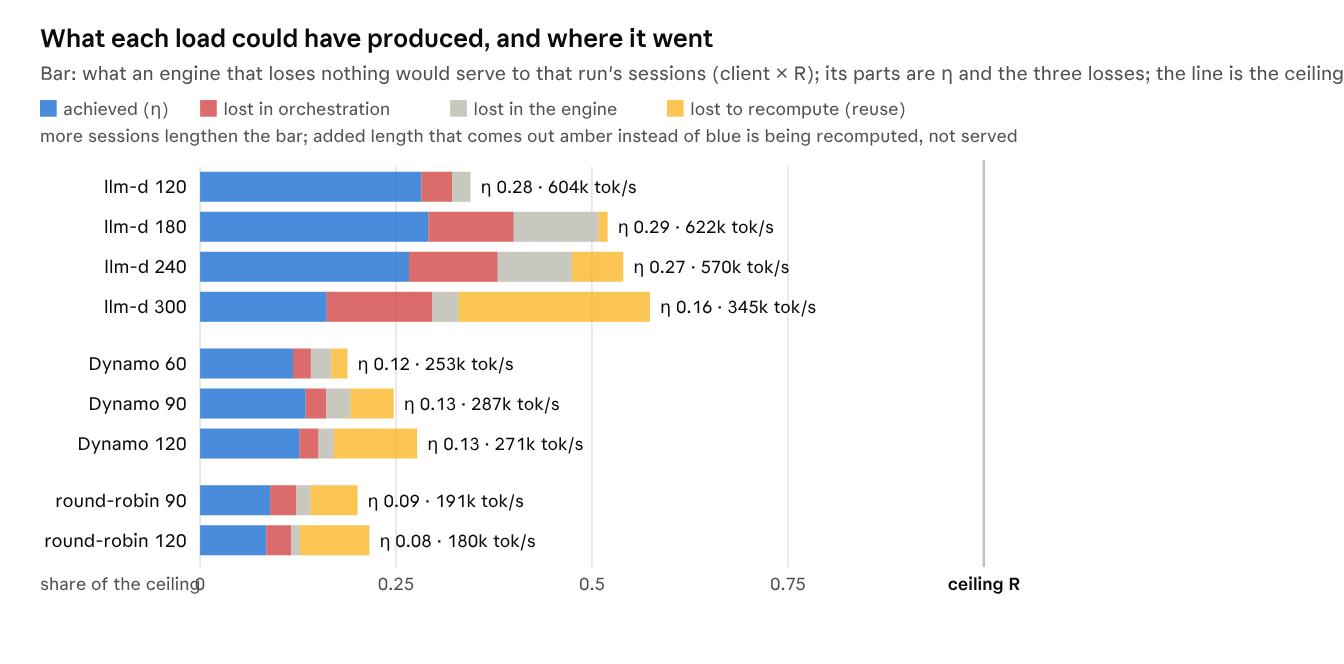 What each load could have produced, and where it went
Bar: what an engine that loses nothing would serve to that run's sessions (client × R); its parts are η and the three losses; the line is the ceiling
achieved (η) lost in orchestration lost in the engine lost to recompute (reuse)
more sessions lengthen the bar; added length that comes out amber instead of blue is being recomputed, not served
llm-d 120 η 0.28 · 604k tok/s
llm-d 180 η 0.29 · 622k tok/s
llm-d 240 η 0.27 · 570k tok/s
llm-d 300 η 0.16 · 345k tok/s
Dynamo 60 η 0.12 · 253k tok/s
Dynamo 90 η 0.13 · 287k tok/s
Dynamo 120 η 0.13 · 271k tok/s
round-robin 90 η 0.09 · 191k tok/s
round-robin 120 η 0.08 · 180k tok/s
share of the ceiling 0 0.25 0.5 0.75 ceiling R